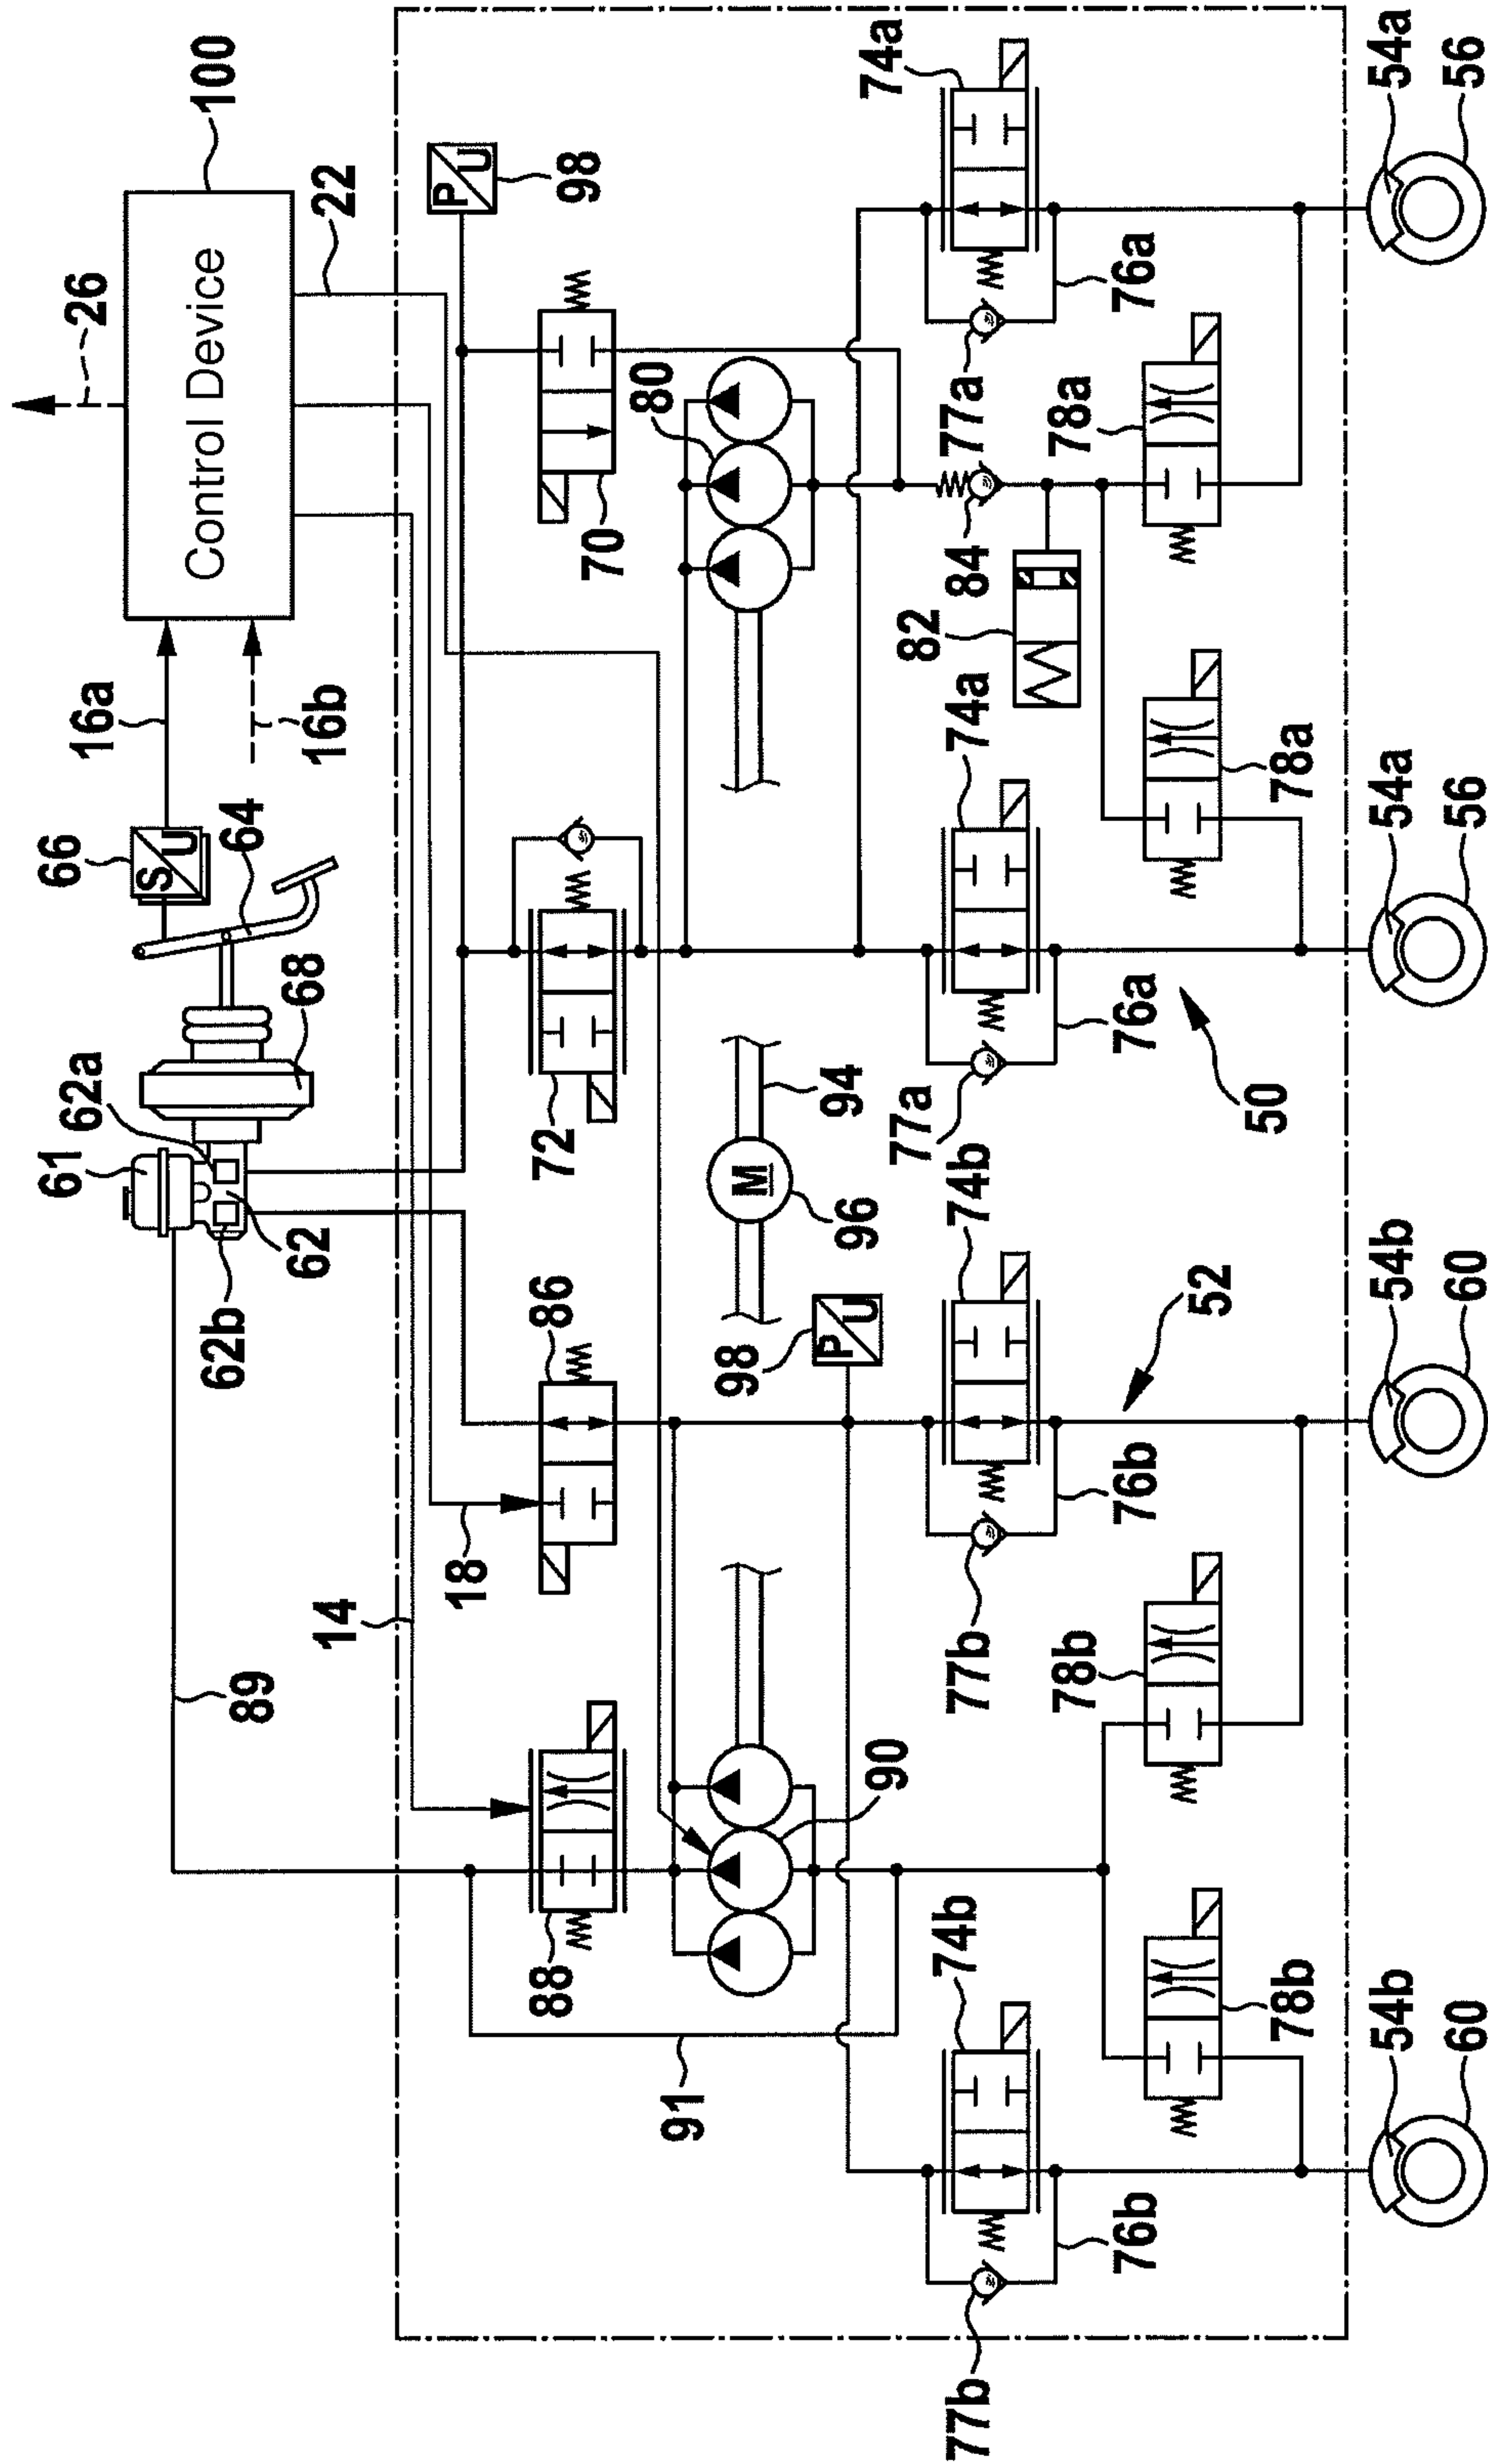 100
26
22
Control Device
16a
16b
66
S
U
64
68
61
62a
62
62b
89
14
18
P
U
98
70
80
72
86
88
90
91
94
M
96
P
U
98
74a
76a
77a
84
82
78a
74a
76a
77a
78a
50
74b
76b
77b
78b
52
74b
76b
77b
78b
54a
56
54a
56
54b
60
54b
60